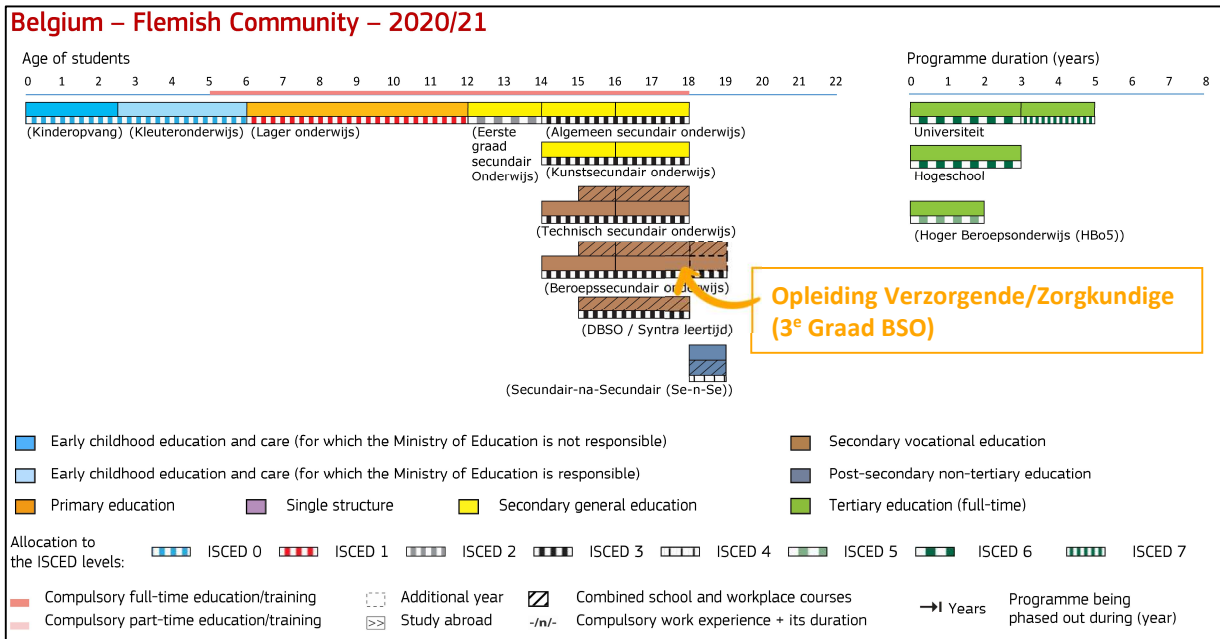 Belgium – Flemish Community – 2020/21
Age of students
Programme duration (years)
0 1 2 3 4 5 6 7 8 9 10 11 12 13 14 15 16 17 18 19 20 21 22
0 1 2 3 4 5 6 7 8
(Kinderopvang) (Kleuteronderwijs) (Lager onderwijs)
(Eerste
graad
secundair
Onderwijs)
(Algemeen secundair onderwijs)
Universiteit
(Kunstsecundair onderwijs)
Hogeschool
(Technisch secundair onderwijs)
(Hoger Beroepsonderwijs (HBo5))
(Beroepssecundair onderwijs)
Opleiding Verzorgende/Zorgkundige
(3e Graad BSO)
(DBSO / Syntra leertijd)
(Secundair-na-Secundair (Se-n-Se))
Early childhood education and care (for which the Ministry of Education is not responsible)
Secondary vocational education
Early childhood education and care (for which the Ministry of Education is responsible)
Post-secondary non-tertiary education
Primary education
Single structure
Secondary general education
Tertiary education (full-time)
Allocation to
the ISCED levels:
ISCED 0
ISCED 1
ISCED 2
ISCED 3
ISCED 4
ISCED 5
ISCED 6
ISCED 7
Compulsory full-time education/training
Additional year
Combined school and workplace courses
Compulsory part-time education/training
>> Study abroad
-/n/- Compulsory work experience + its duration
Years
Programme being
phased out during (year)